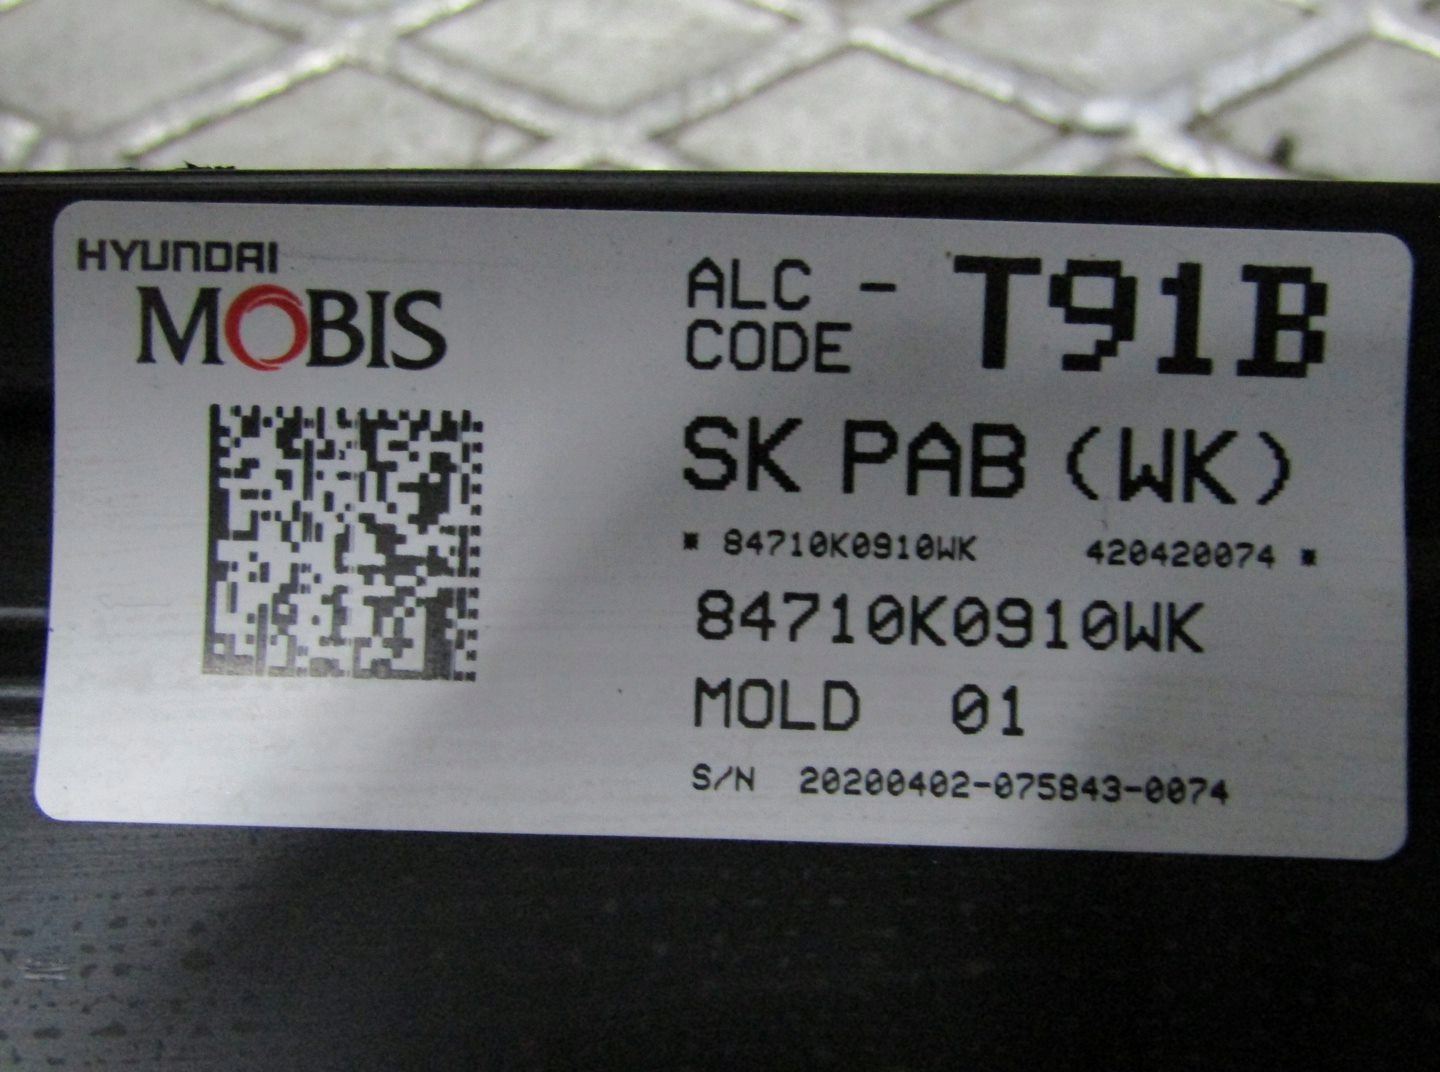 HYUNDAI
MOBIS
ALC - T91B
CODE
SK PAB (WK)
* 84710K0910WK 420420074 *
84710K0910WK
MOLD 01
S/N 20200402-075843-0074